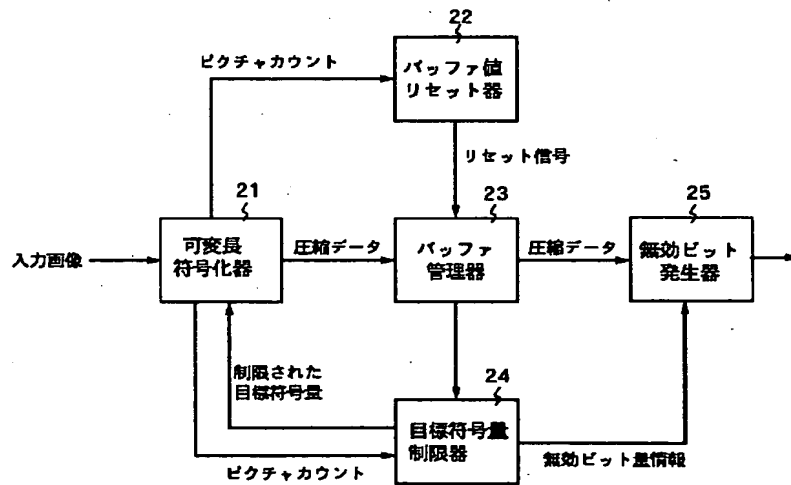 22
ピクチャカウント
バッファ値
リセット器
リセット信号
21
23
25
入力画像
可変長
符号化器
圧縮データ
バッファ
管理器
圧縮データ
無効ビット
発生器
制限された
目標符号量
24
目標符号量
制限器
ピクチャカウント
無効ビット量情報